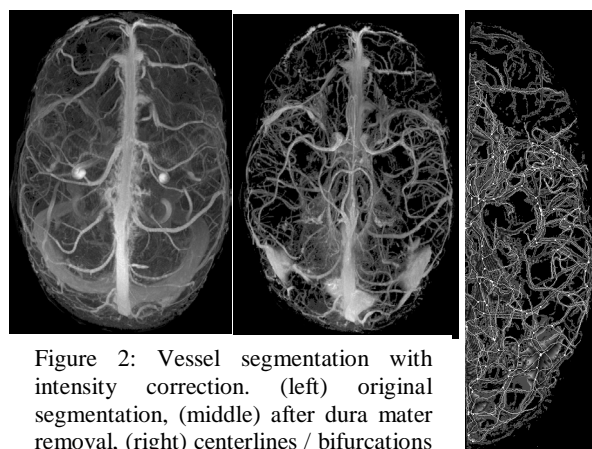 Figure 2: Vessel segmentation with
intensity correction. (left) original
segmentation, (middle) after dura mater
removal, (right) centerlines / bifurcations